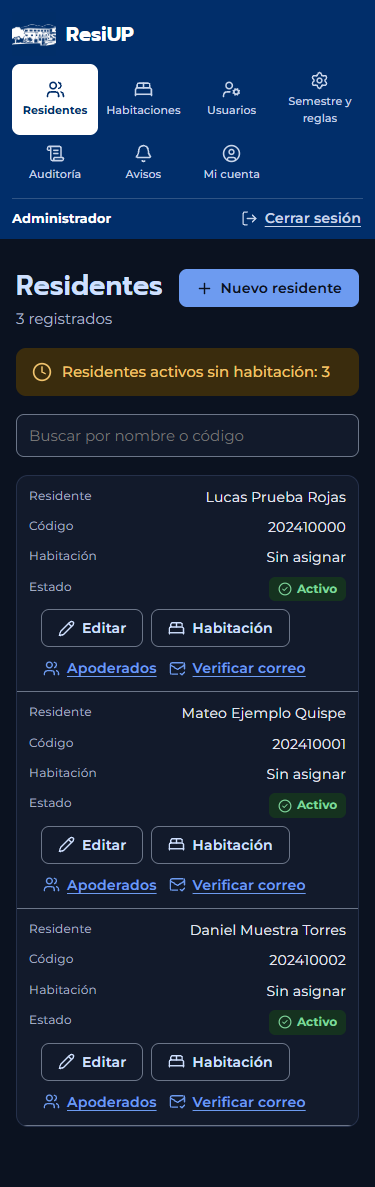 ResiUP
Residentes
Habitaciones
Usuarios
Semestre y
reglas
Auditoría
Avisos
Mi cuenta
Administrador
Cerrar sesión
Residentes
Nuevo residente
3 registrados
Residentes activos sin habitación: 3
Buscar por nombre o código
Residente Lucas Prueba Rojas
Código 202410000
Habitación Sin asignar
Estado Activo
Editar Habitación
Apoderados Verificar correo
Residente Mateo Ejemplo Quispe
Código 202410001
Habitación Sin asignar
Estado Activo
Editar Habitación
Apoderados Verificar correo
Residente Daniel Muestra Torres
Código 202410002
Habitación Sin asignar
Estado Activo
Editar Habitación
Apoderados Verificar correo